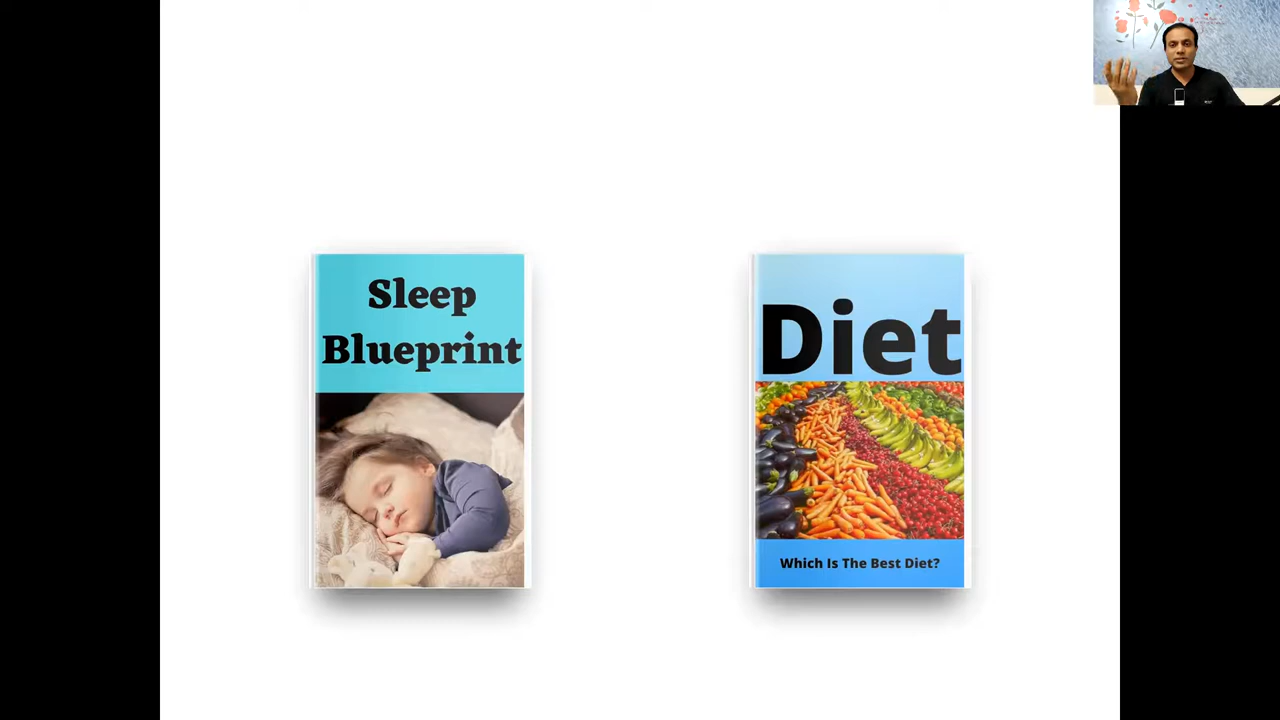 Sleep
Blueprint
Diet
Which Is The Best Diet?